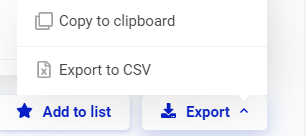 Copy to clipboard
Export to CSV
Add to list
Export